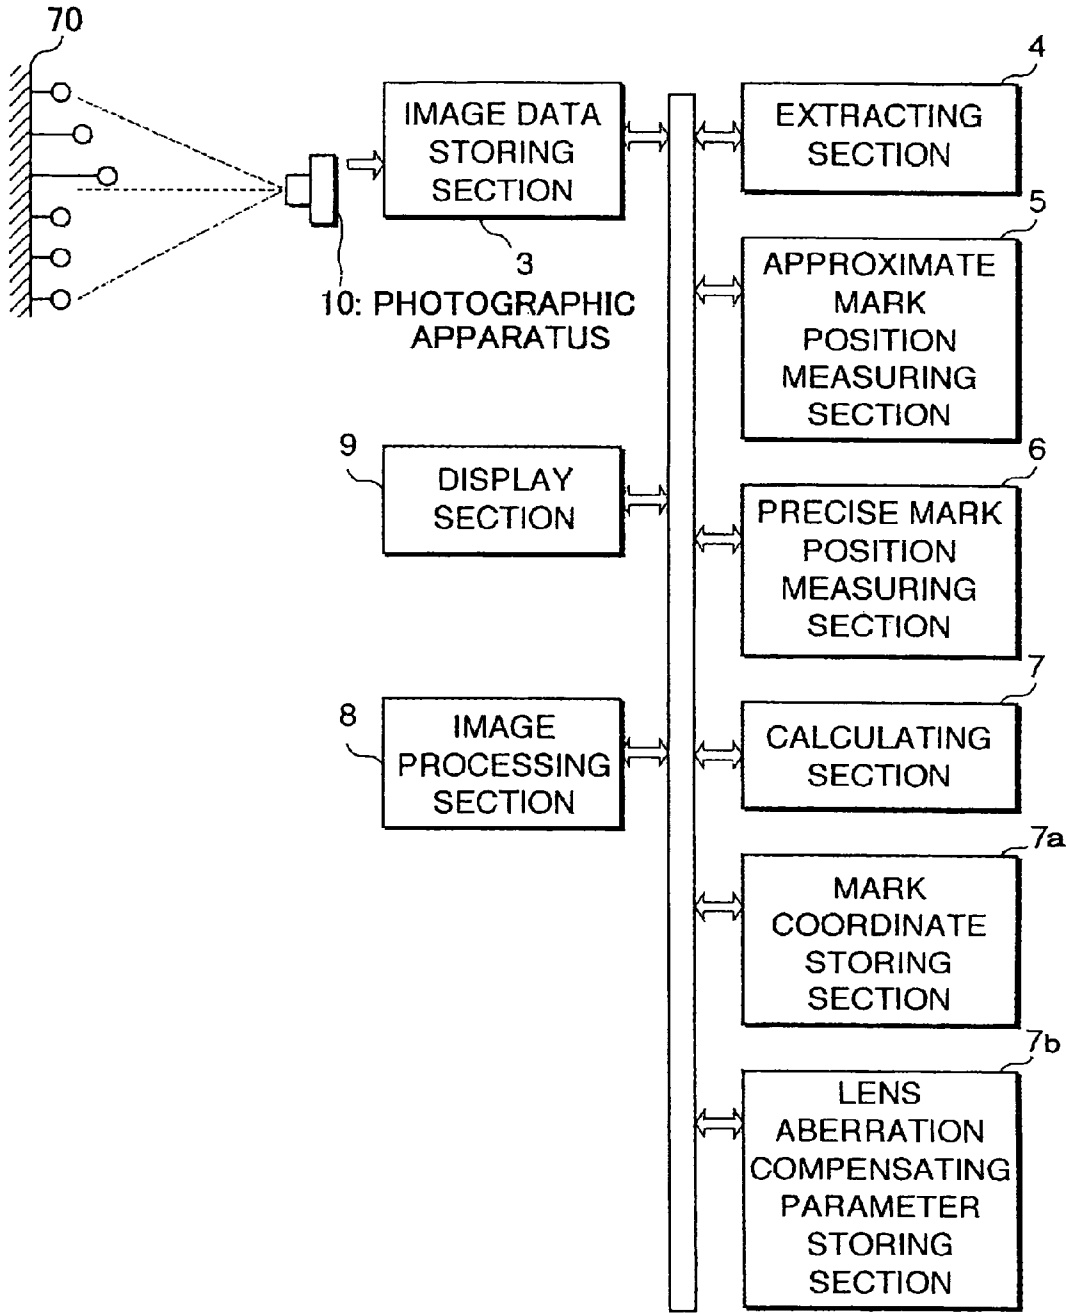 70
IMAGE DATA
STORING
SECTION
3
10: PHOTOGRAPHIC
APPARATUS
4
EXTRACTING
SECTION
5
APPROXIMATE
MARK
POSITION
MEASURING
SECTION
9
DISPLAY
SECTION
6
PRECISE MARK
POSITION
MEASURING
SECTION
8
IMAGE
PROCESSING
SECTION
7
CALCULATING
SECTION
7a
MARK
COORDINATE
STORING
SECTION
7b
LENS
ABERRATION
COMPENSATING
PARAMETER
STORING
SECTION